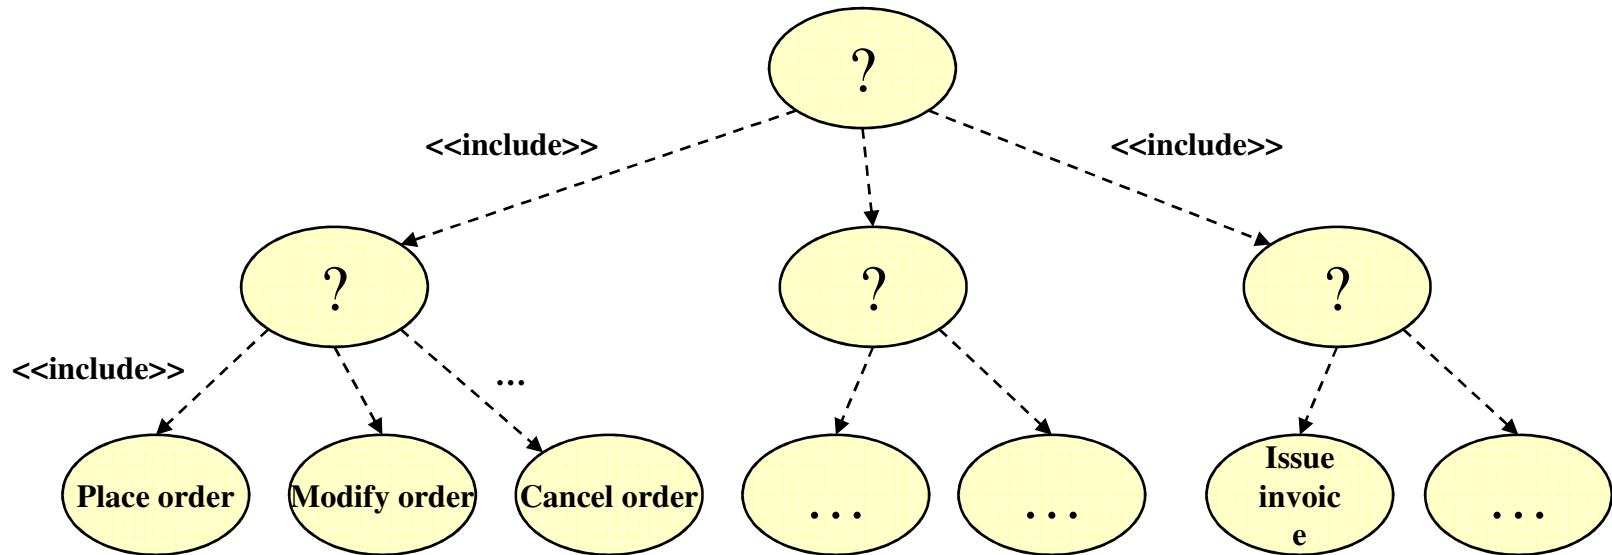 ?
<<include>>
<<include>>
?
?
?
<<include>>
...
Place order
Modify order
Cancel order
...
...
Issue
invoic
e
...